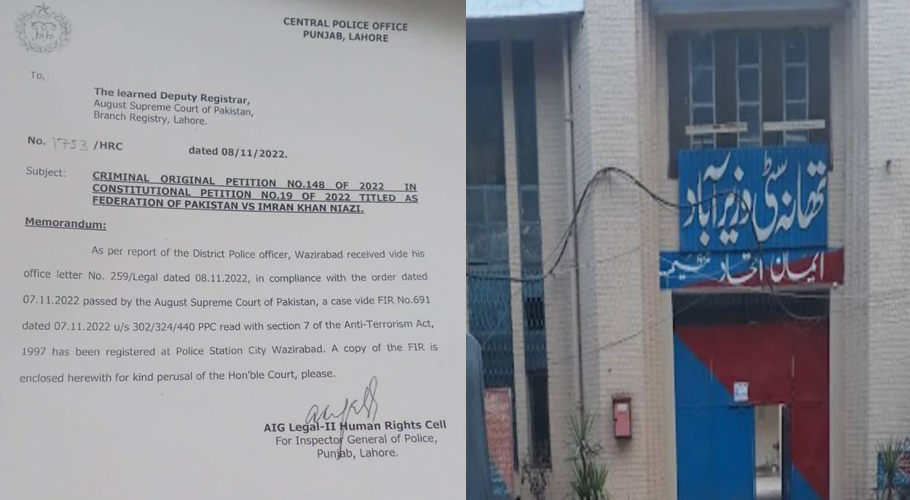 CENTRAL POLICE OFFICE
PUNJAB, LAHORE
To,
The learned Deputy Registrar,
August Supreme Court of Pakistan,
Branch Registry, Lahore.
No. 1753 /HRC dated 08/11/2022.
Subject: CRIMINAL ORIGINAL PETITION NO.148 OF 2022 IN
CONSTITUTIONAL PETITION NO.19 OF 2022 TITLED AS
FEDERATION OF PAKISTAN VS IMRAN KHAN NIAZI.
Memorandum:
As per report of the District Police officer, Wazirabad received vide his
office letter No. 259/Legal dated 08.11.2022, in compliance with the order dated
07.11.2022 passed by the August Supreme Court of Pakistan, a case vide FIR No.691
dated 07.11.2022 u/s 302/324/440 PPC read with section 7 of the Anti-Terrorism Act,
1997 has been registered at Police Station City Wazirabad. A copy of the FIR is
enclosed herewith for kind perusal of the Hon'ble Court, please.
AIG Legal-II Human Rights Cell
For Inspector General of Police,
Punjab, Lahore.
تھانہ سٹی وزیرآباد
ایمان اتحاد تنظیم